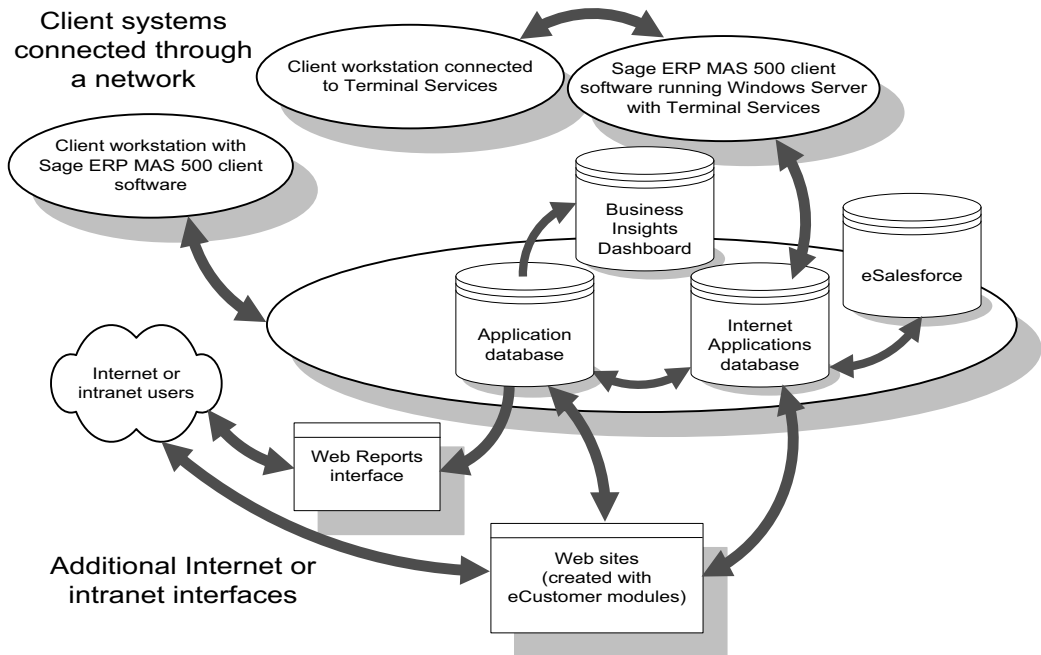 Client systems
connected through
a network
Client workstation connected
to Terminal Services
Sage ERP MAS 500 client
software running Windows Server
with Terminal Services
Client workstation with
Sage ERP MAS 500 client
software
Business
Insights
Dashboard
eSalesforce
Application
database
Internet
Applications
database
Internet or
intranet users
Web Reports
interface
Web sites
(created with
eCustomer modules)
Additional Internet or
intranet interfaces